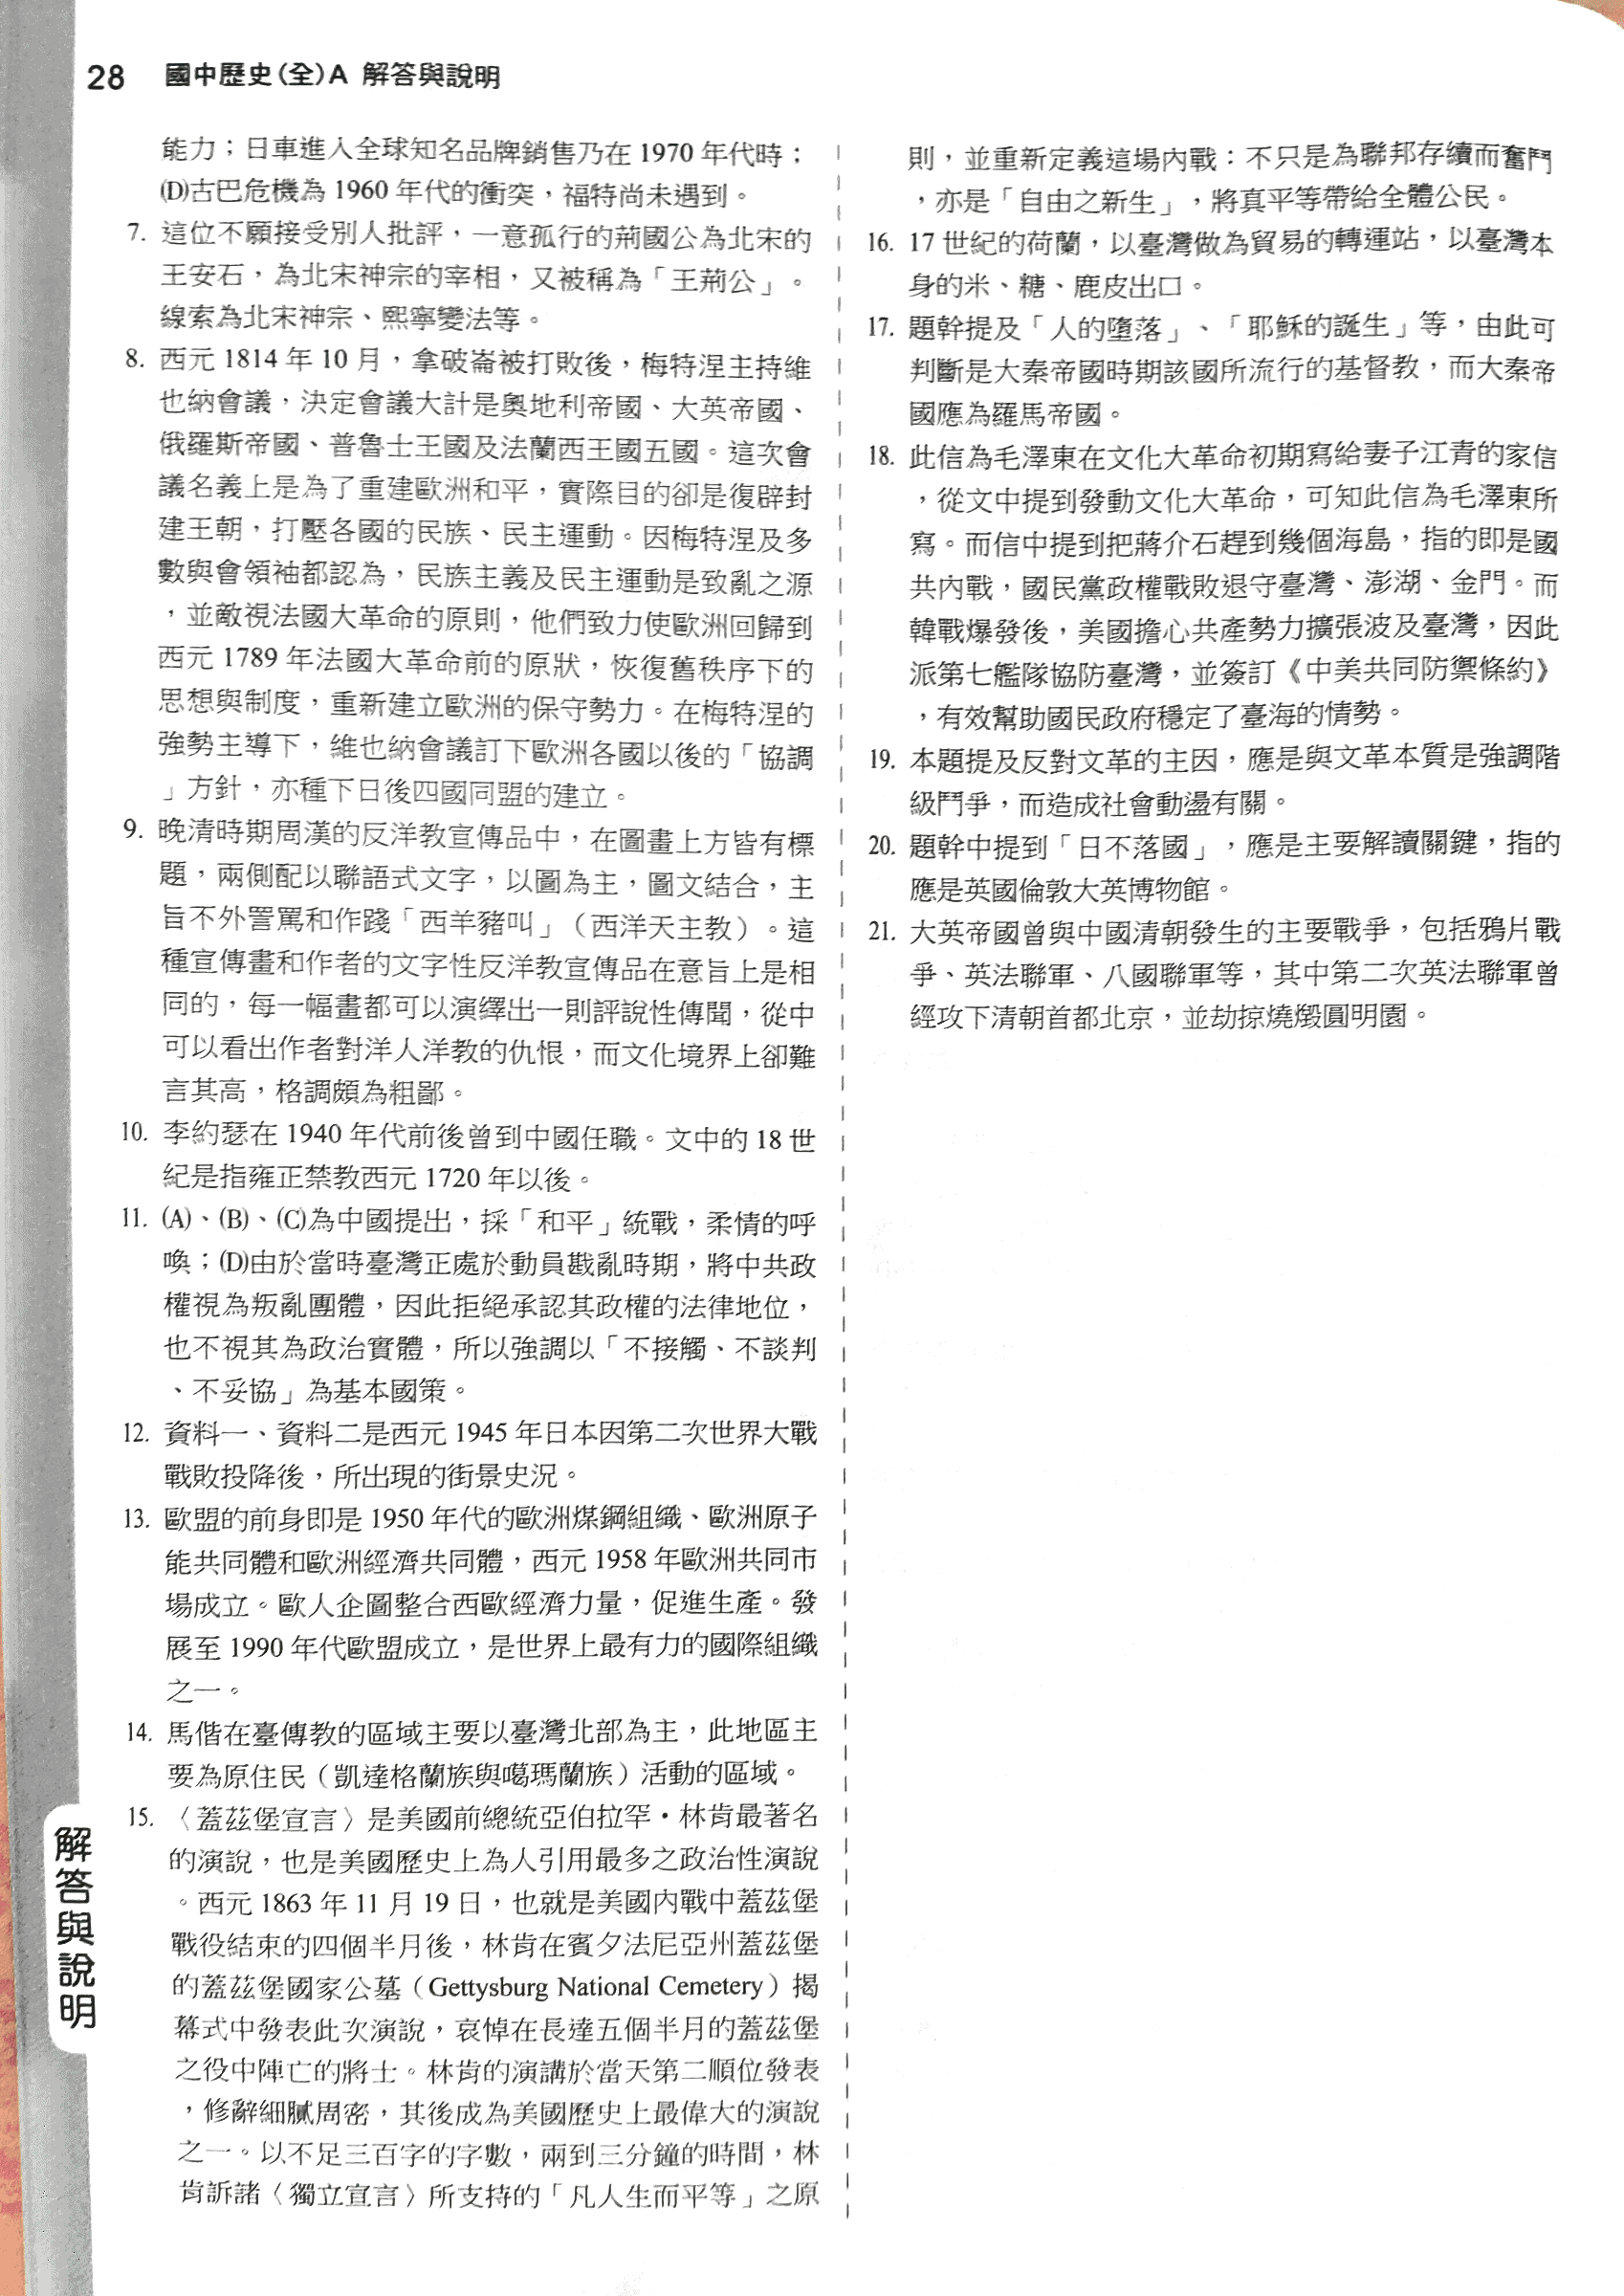 28 國中歷史(全)A 解答與說明
能力；日車進入全球知名品牌銷售乃在 1970 年代時；
(D)古巴危機為 1960 年代的衝突，福特尚未遇到。
7. 這位不願接受別人批評，一意孤行的荊國公為北宋的
王安石，為北宋神宗的宰相，又被稱為「王荊公」。
線索為北宋神宗、熙寧變法等。
8. 西元 1814 年 10 月，拿破崙被打敗後，梅特涅主持維
也納會議，決定會議大計是奧地利帝國、大英帝國、
俄羅斯帝國、普魯士王國及法蘭西王國五國。這次會
議名義上是為了重建歐洲和平，實際目的卻是復辟封
建王朝，打壓各國的民族、民主運動。因梅特涅及多
數與會領袖都認為，民族主義及民主運動是致亂之源
，並敵視法國大革命的原則，他們致力使歐洲回歸到
西元 1789 年法國大革命前的原狀，恢復舊秩序下的
思想與制度，重新建立歐洲的保守勢力。在梅特涅的
強勢主導下，維也納會議訂下歐洲各國以後的「協調
」方針，亦種下日後四國同盟的建立。
9. 晚清時期周漢的反洋教宣傳品中，在圖畫上方皆有標
題，兩側配以聯語式文字，以圖為主，圖文結合，主
旨不外詈罵和作踐「西羊豬叫」（西洋天主教）。這
種宣傳畫和作者的文字性反洋教宣傳品在意旨上是相
同的，每一幅畫都可以演繹出一則評說性傳聞，從中
可以看出作者對洋人洋教的仇恨，而文化境界上卻難
言其高，格調頗為粗鄙。
10. 李約瑟在 1940 年代前後曾到中國任職。文中的 18 世
紀是指雍正禁教西元 1720 年以後。
11. (A)、(B)、(C)為中國提出，採「和平」統戰，柔情的呼
喚；(D)由於當時臺灣正處於動員戡亂時期，將中共政
權視為叛亂團體，因此拒絕承認其政權的法律地位，
也不視其為政治實體，所以強調以「不接觸、不談判
、不妥協」為基本國策。
12. 資料一、資料二是西元 1945 年日本因第二次世界大戰
戰敗投降後，所出現的街景史況。
13. 歐盟的前身即是 1950 年代的歐洲煤鋼組織、歐洲原子
能共同體和歐洲經濟共同體，西元 1958 年歐洲共同市
場成立。歐人企圖整合西歐經濟力量，促進生產。發
展至 1990 年代歐盟成立，是世界上最有力的國際組織
之一。
14. 馬偕在臺傳教的區域主要以臺灣北部為主，此地區主
要為原住民（凱達格蘭族與噶瑪蘭族）活動的區域。
15. 〈蓋茲堡宣言〉是美國前總統亞伯拉罕・林肯最著名
的演說，也是美國歷史上為人引用最多之政治性演說
。西元 1863 年 11 月 19 日，也就是美國內戰中蓋茲堡
戰役結束的四個半月後，林肯在賓夕法尼亞州蓋茲堡
的蓋茲堡國家公墓（Gettysburg National Cemetery）揭
幕式中發表此次演說，哀悼在長達五個半月的蓋茲堡
之役中陣亡的將士。林肯的演講於當天第二順位發表
，修辭細膩周密，其後成為美國歷史上最偉大的演說
之一。以不足三百字的字數，兩到三分鐘的時間，林
肯訴諸〈獨立宣言〉所支持的「凡人生而平等」之原
則，並重新定義這場內戰：不只是為聯邦存續而奮鬥
，亦是「自由之新生」，將真平等帶給全體公民。
16. 17 世紀的荷蘭，以臺灣做為貿易的轉運站，以臺灣本
身的米、糖、鹿皮出口。
17. 題幹提及「人的墮落」、「耶穌的誕生」等，由此可
判斷是大秦帝國時期該國所流行的基督教，而大秦帝
國應為羅馬帝國。
18. 此信為毛澤東在文化大革命初期寫給妻子江青的家信
，從文中提到發動文化大革命，可知此信為毛澤東所
寫。而信中提到把蔣介石趕到幾個海島，指的即是國
共內戰，國民黨政權戰敗退守臺灣、澎湖、金門。而
韓戰爆發後，美國擔心共產勢力擴張波及臺灣，因此
派第七艦隊協防臺灣，並簽訂《中美共同防禦條約》
，有效幫助國民政府穩定了臺海的情勢。
19. 本題提及反對文革的主因，應是與文革本質是強調階
級鬥爭，而造成社會動盪有關。
20. 題幹中提到「日不落國」，應是主要解讀關鍵，指的
應是英國倫敦大英博物館。
21. 大英帝國曾與中國清朝發生的主要戰爭，包括鴉片戰
爭、英法聯軍、八國聯軍等，其中第二次英法聯軍曾
經攻下清朝首都北京，並劫掠燒燬圓明園。
解答與說明